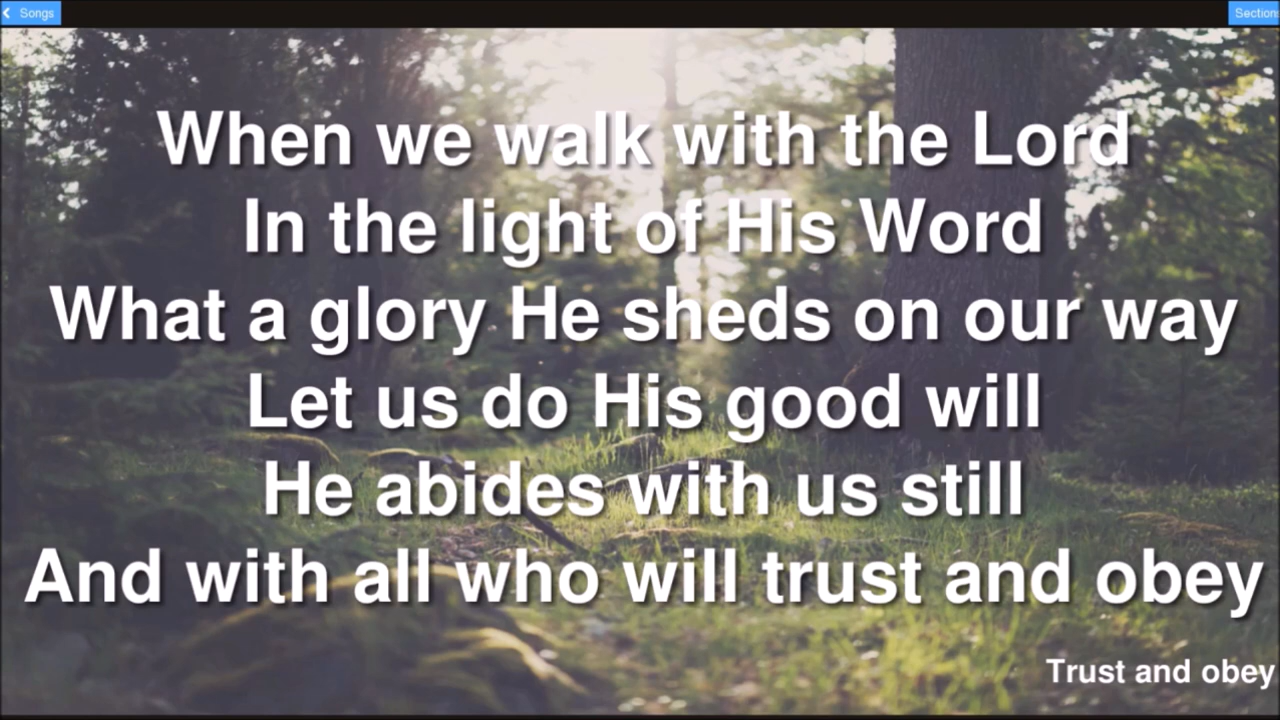 Songs
Section
When we walk with the Lord
In the light of His Word
What a glory He sheds on our way
Let us do His good will
He abides with us still
And with all who will trust and obey
Trust and obey